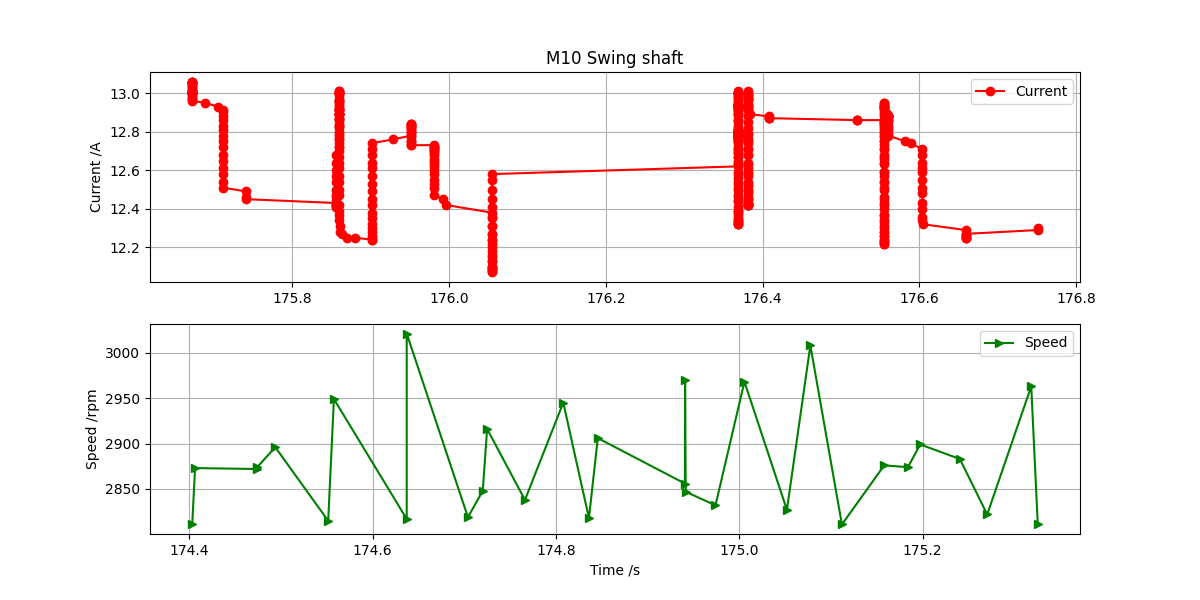 M10 Swing shaft
Current /A
13.0
12.8
12.6
12.4
12.2
Current
175.8 176.0 176.2 176.4 176.6 176.8
Speed /rpm
3000
2950
2900
2850
Speed
174.4 174.6 174.8 175.0 175.2
Time /s